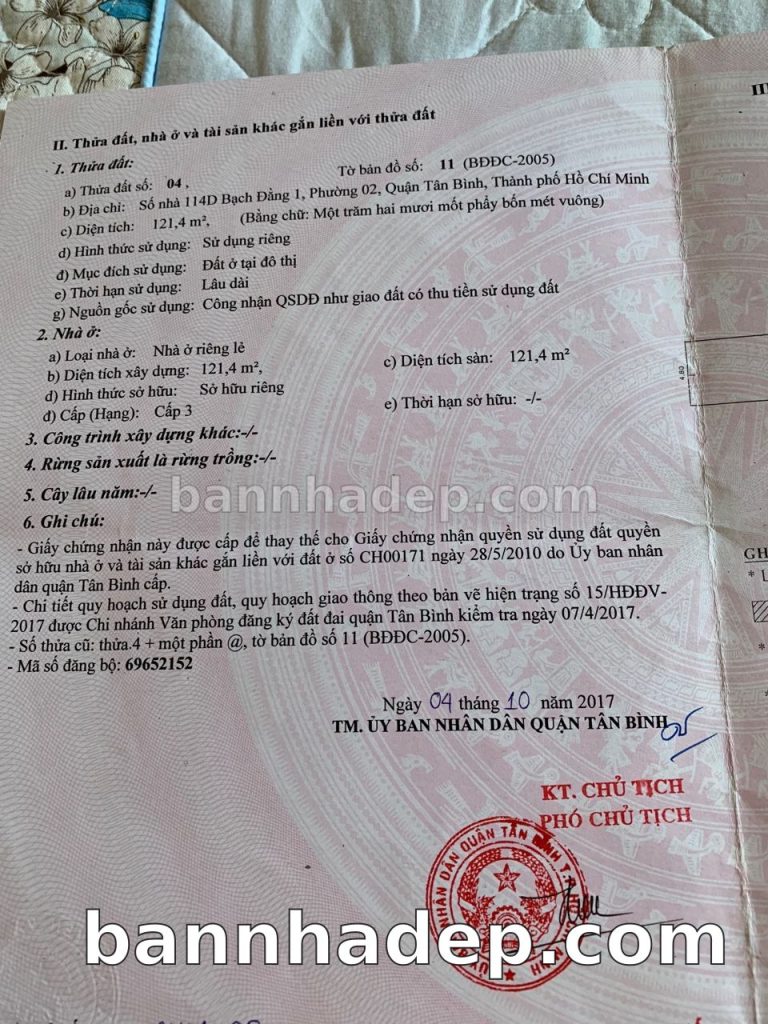 II. Thửa đất, nhà ở và tài sản khác gắn liền với thửa đất
III
1. Thửa đất:
a) Thửa đất số: 04 , Tờ bản đồ số: 11 (BĐĐC-2005)
b) Địa chỉ: Số nhà 114D Bạch Đằng 1, Phường 02, Quận Tân Bình, Thành phố Hồ Chí Minh
c) Diện tích: 121,4 m², (Bằng chữ: Một trăm hai mươi mốt phẩy bốn mét vuông)
d) Hình thức sử dụng: Sử dụng riêng
đ) Mục đích sử dụng: Đất ở tại đô thị
e) Thời hạn sử dụng: Lâu dài
g) Nguồn gốc sử dụng: Công nhận QSDĐ như giao đất có thu tiền sử dụng đất
2. Nhà ở:
a) Loại nhà ở: Nhà ở riêng lẻ
b) Diện tích xây dựng: 121,4 m², c) Diện tích sàn: 121,4 m²
d) Hình thức sở hữu: Sở hữu riêng
đ) Cấp (Hạng): Cấp 3 e) Thời hạn sở hữu: -/-
4.80
3. Công trình xây dựng khác:-/-
4. Rừng sản xuất là rừng trồng:-/-
5. Cây lâu năm:-/-
bannhadep.com
6. Ghi chú:
- Giấy chứng nhận này được cấp để thay thế cho Giấy chứng nhận quyền sử dụng đất quyền
sở hữu nhà ở và tài sản khác gắn liền với đất ở số CH00171 ngày 28/5/2010 do Ủy ban nhân
dân quận Tân Bình cấp.
- Chi tiết quy hoạch sử dụng đất, quy hoạch giao thông theo bản vẽ hiện trạng số 15/HĐĐV-
2017 được Chi nhánh Văn phòng đăng ký đất đai quận Tân Bình kiểm tra ngày 07/4/2017.
- Số thửa cũ: thửa.4 + một phần @, tờ bản đồ số 11 (BĐĐC-2005).
- Mã số đăng bộ: 69652152
GH
* L
Ngày 04 tháng 10 năm 2017
TM. ỦY BAN NHÂN DÂN QUẬN TÂN BÌNH
KT. CHỦ TỊCH
PHÓ CHỦ TỊCH
NHÂN DÂN QUẬN TÂN BÌNH
bannhadep.com